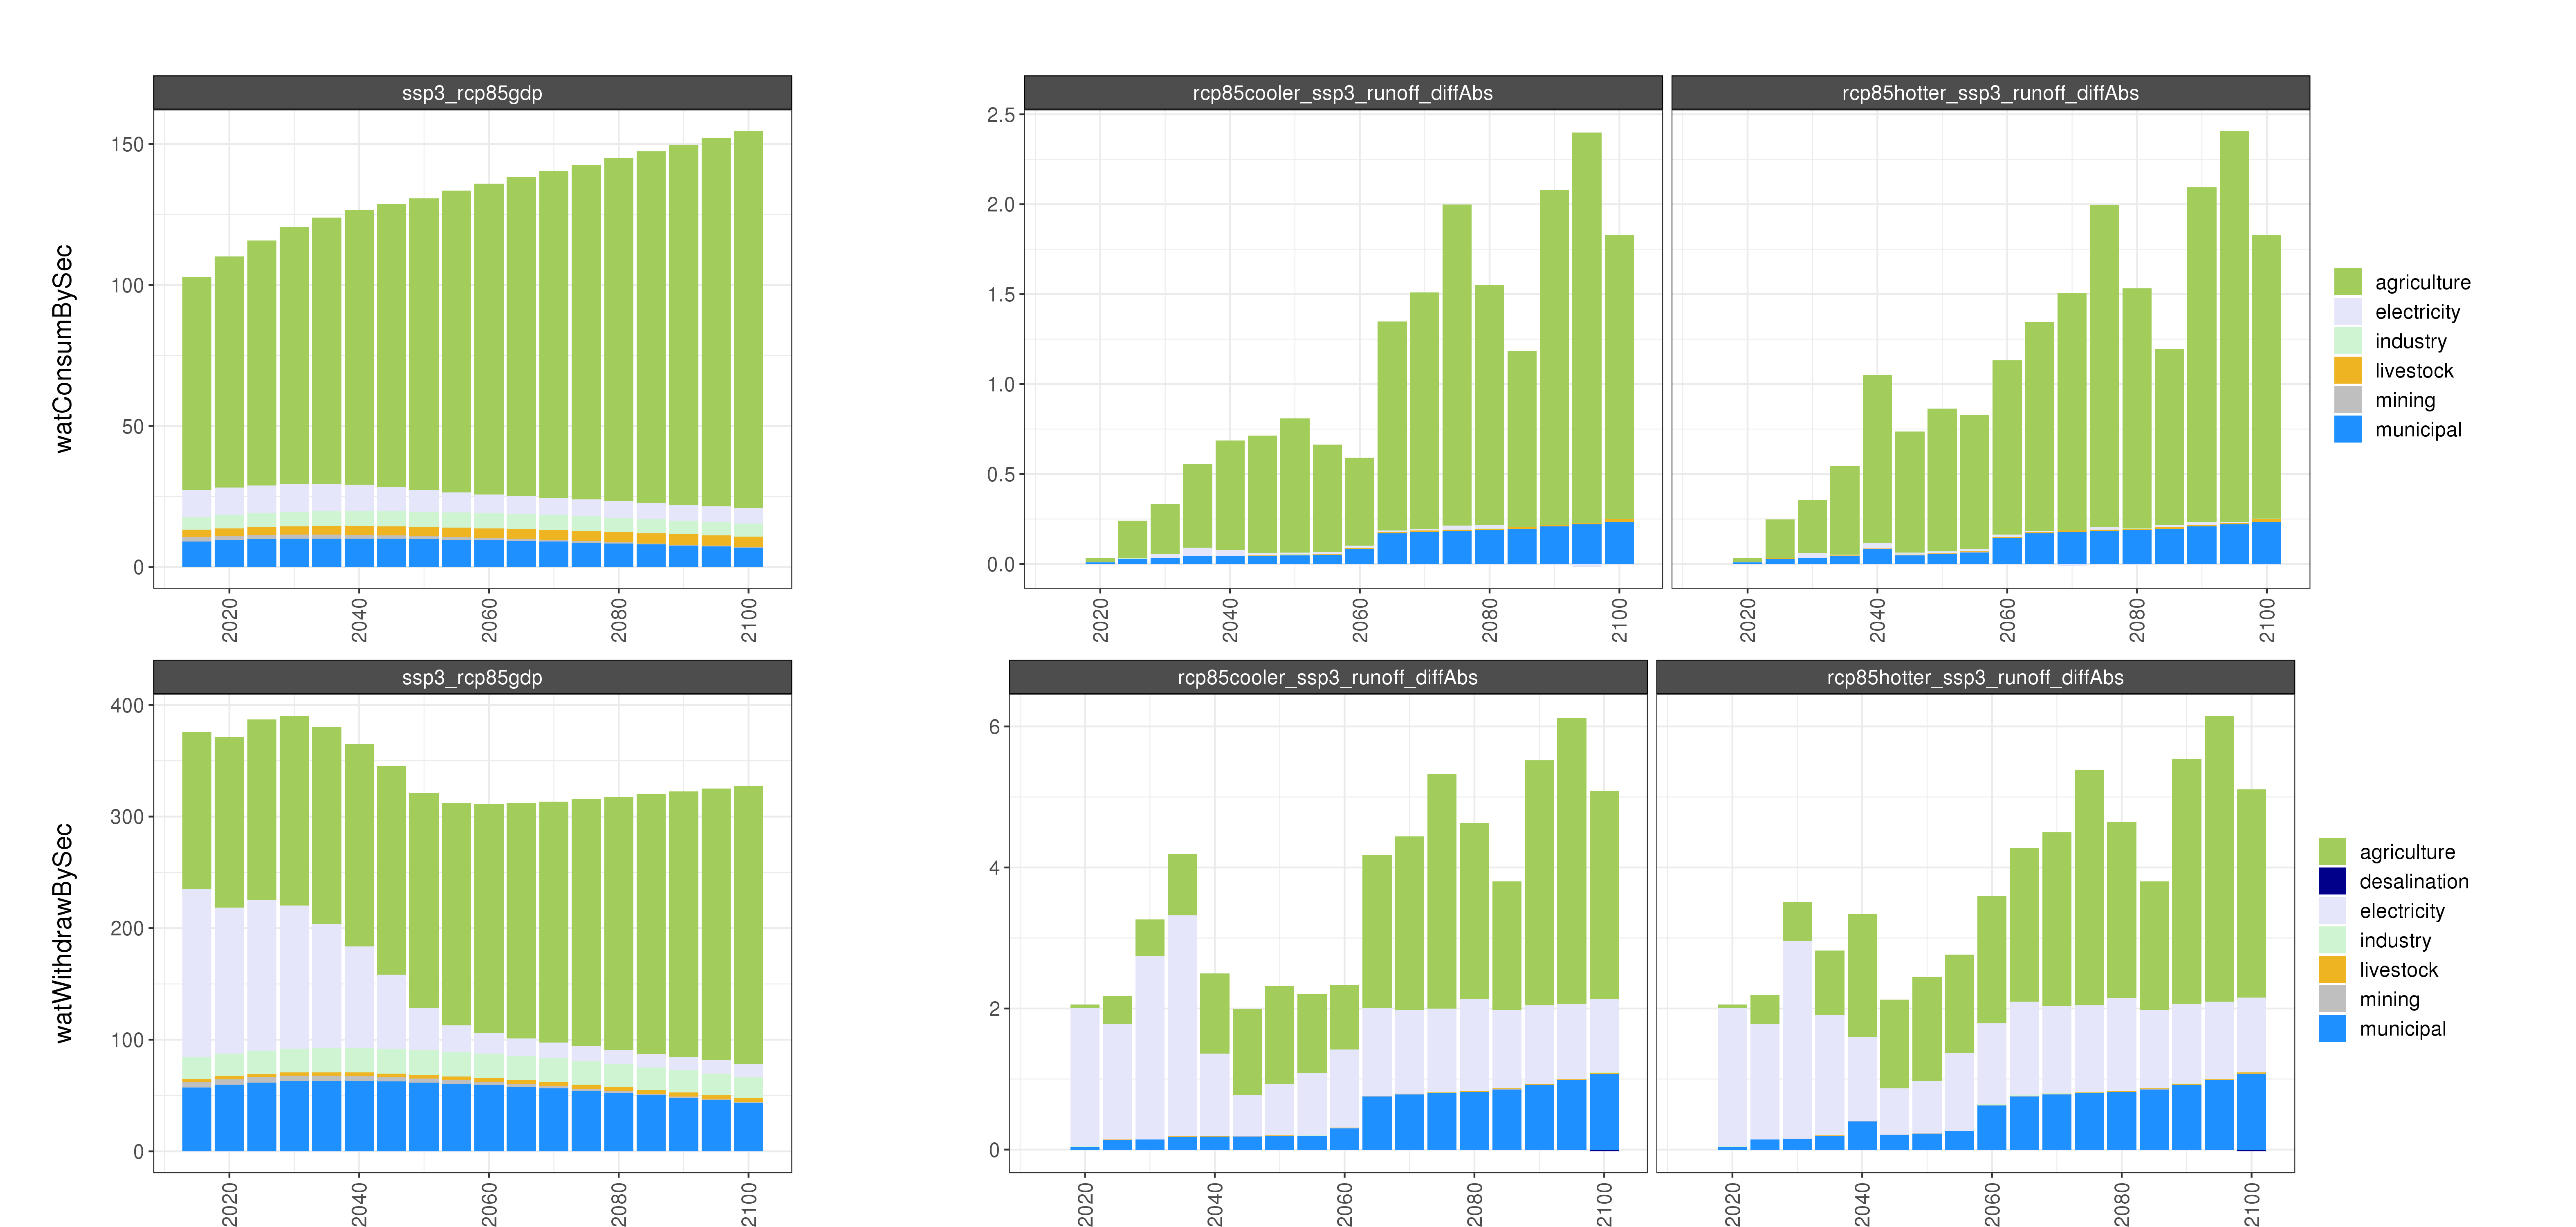 ssp3_rcp85gdp
rcp85cooler_ssp3_runoff_diffAbs
rcp85hotter_ssp3_runoff_diffAbs
watConsumBySec
150
100
50
0
2020 2040 2060 2080 2100
2.5
2.0
1.5
1.0
0.5
0.0
2020 2040 2060 2080 2100
2020 2040 2060 2080 2100
agriculture
electricity
industry
livestock
mining
municipal
ssp3_rcp85gdp
rcp85cooler_ssp3_runoff_diffAbs
rcp85hotter_ssp3_runoff_diffAbs
watWithdrawBySec
400
300
200
100
0
2020 2040 2060 2080 2100
6
4
2
0
2020 2040 2060 2080 2100
2020 2040 2060 2080 2100
agriculture
desalination
electricity
industry
livestock
mining
municipal